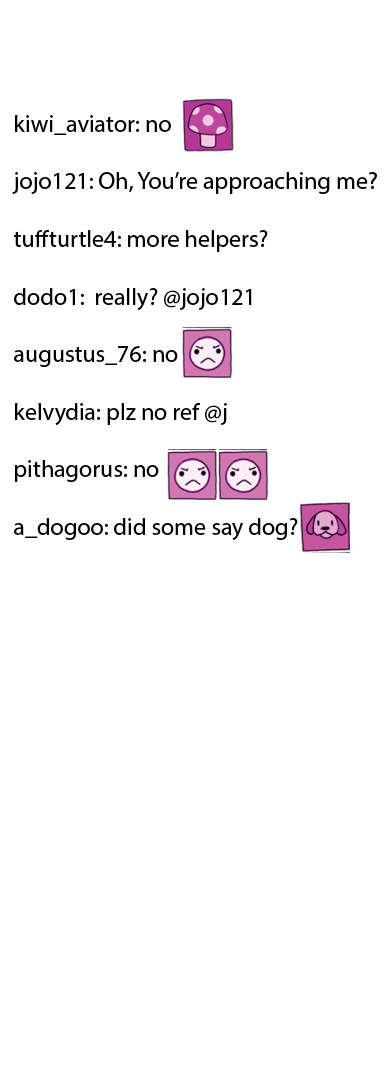 kiwi_aviator: no
jojo121: Oh, You’re approaching me?
tuffturtle4: more helpers?
dodo1:  really? @jojo121
augustus_76: no
kelvydia: plz no ref @j
pithagorus: no
a_dogoo: did some say dog?